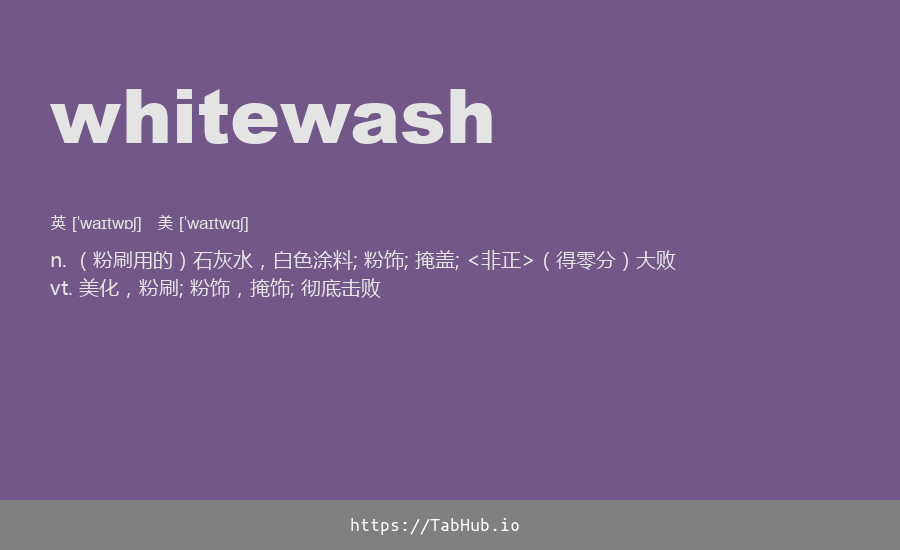 whitewash
英 [ˈwaɪtwɒʃ]   美 [ˈwaɪtwɑʃ]
n. （粉刷用的）石灰水，白色涂料; 粉饰; 掩盖; <非正>（得零分）大败
vt. 美化，粉刷; 粉饰，掩饰; 彻底击败
https://TabHub.io